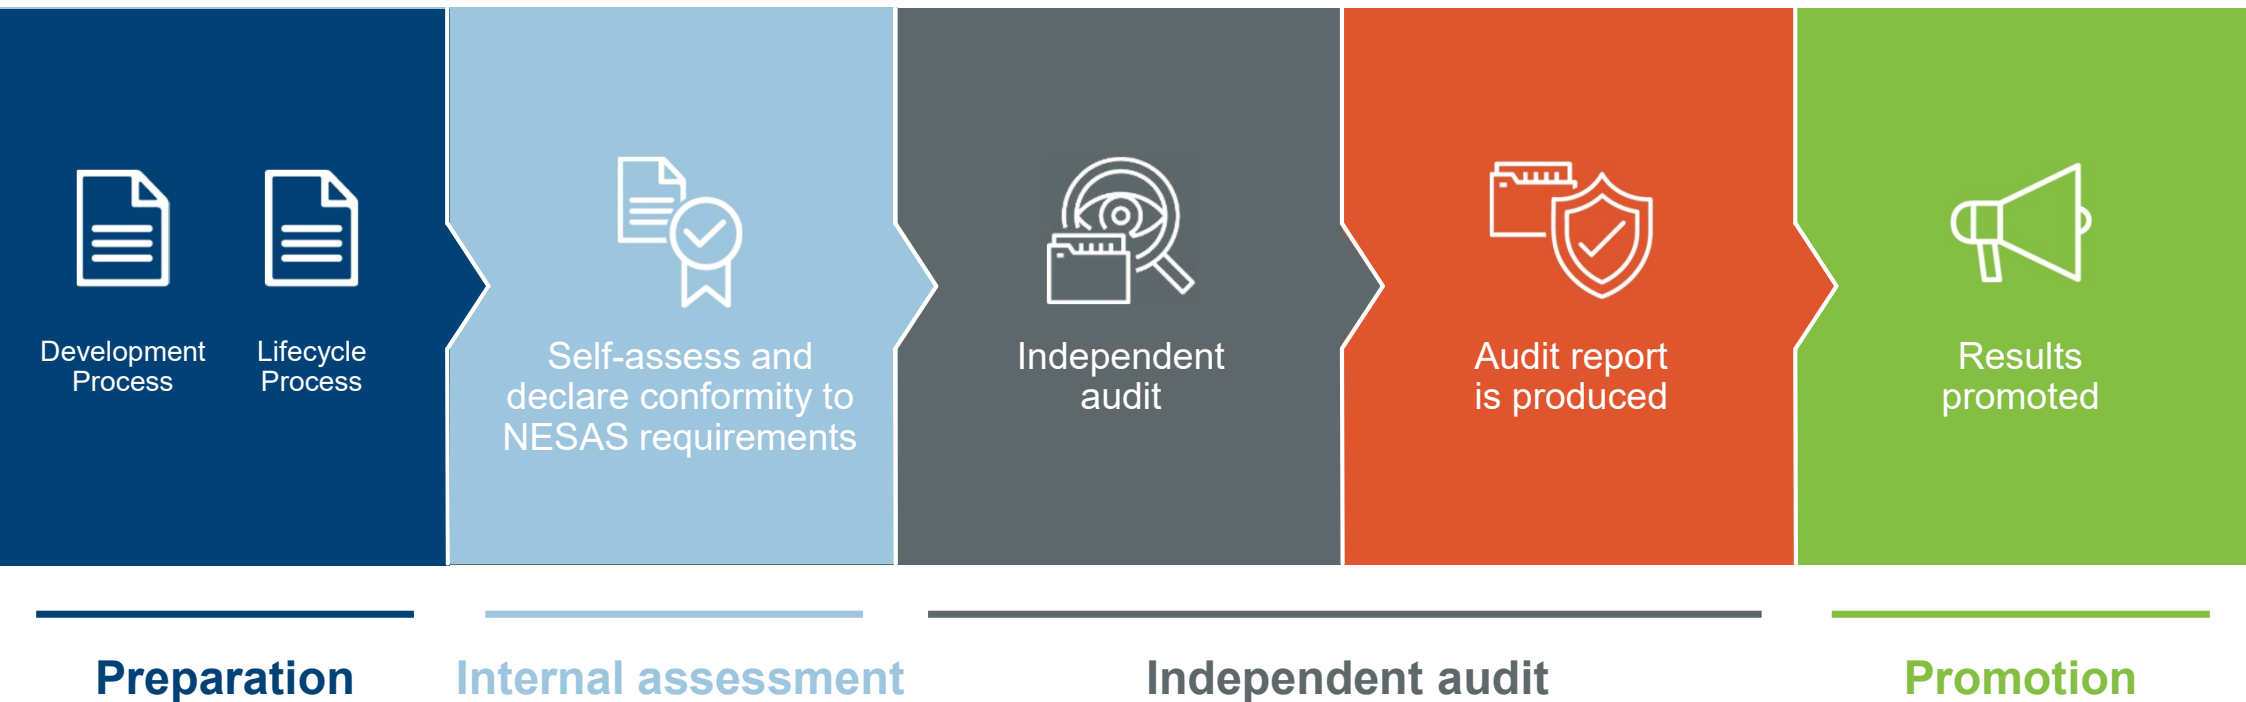 Development
Process
Lifecycle
Process
Self-assess and
declare conformity to
NESAS requirements
Independent
audit
Audit report
is produced
Results
promoted
Preparation
Internal assessment
Independent audit
Promotion